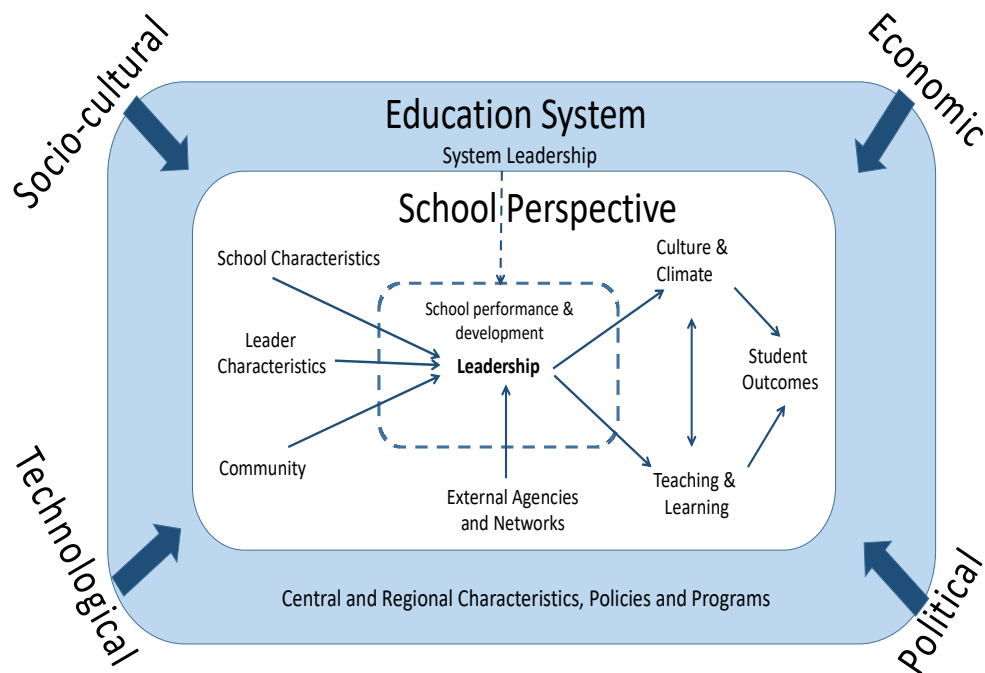 Socio-cultural
Economic
Education System
System Leadership
School Perspective
School Characteristics
Leader
Characteristics
Community
School performance &
development
Leadership
External Agencies
and Networks
Culture &
Climate
Teaching &
Learning
Student
Outcomes
Technological
Political
Central and Regional Characteristics, Policies and Programs